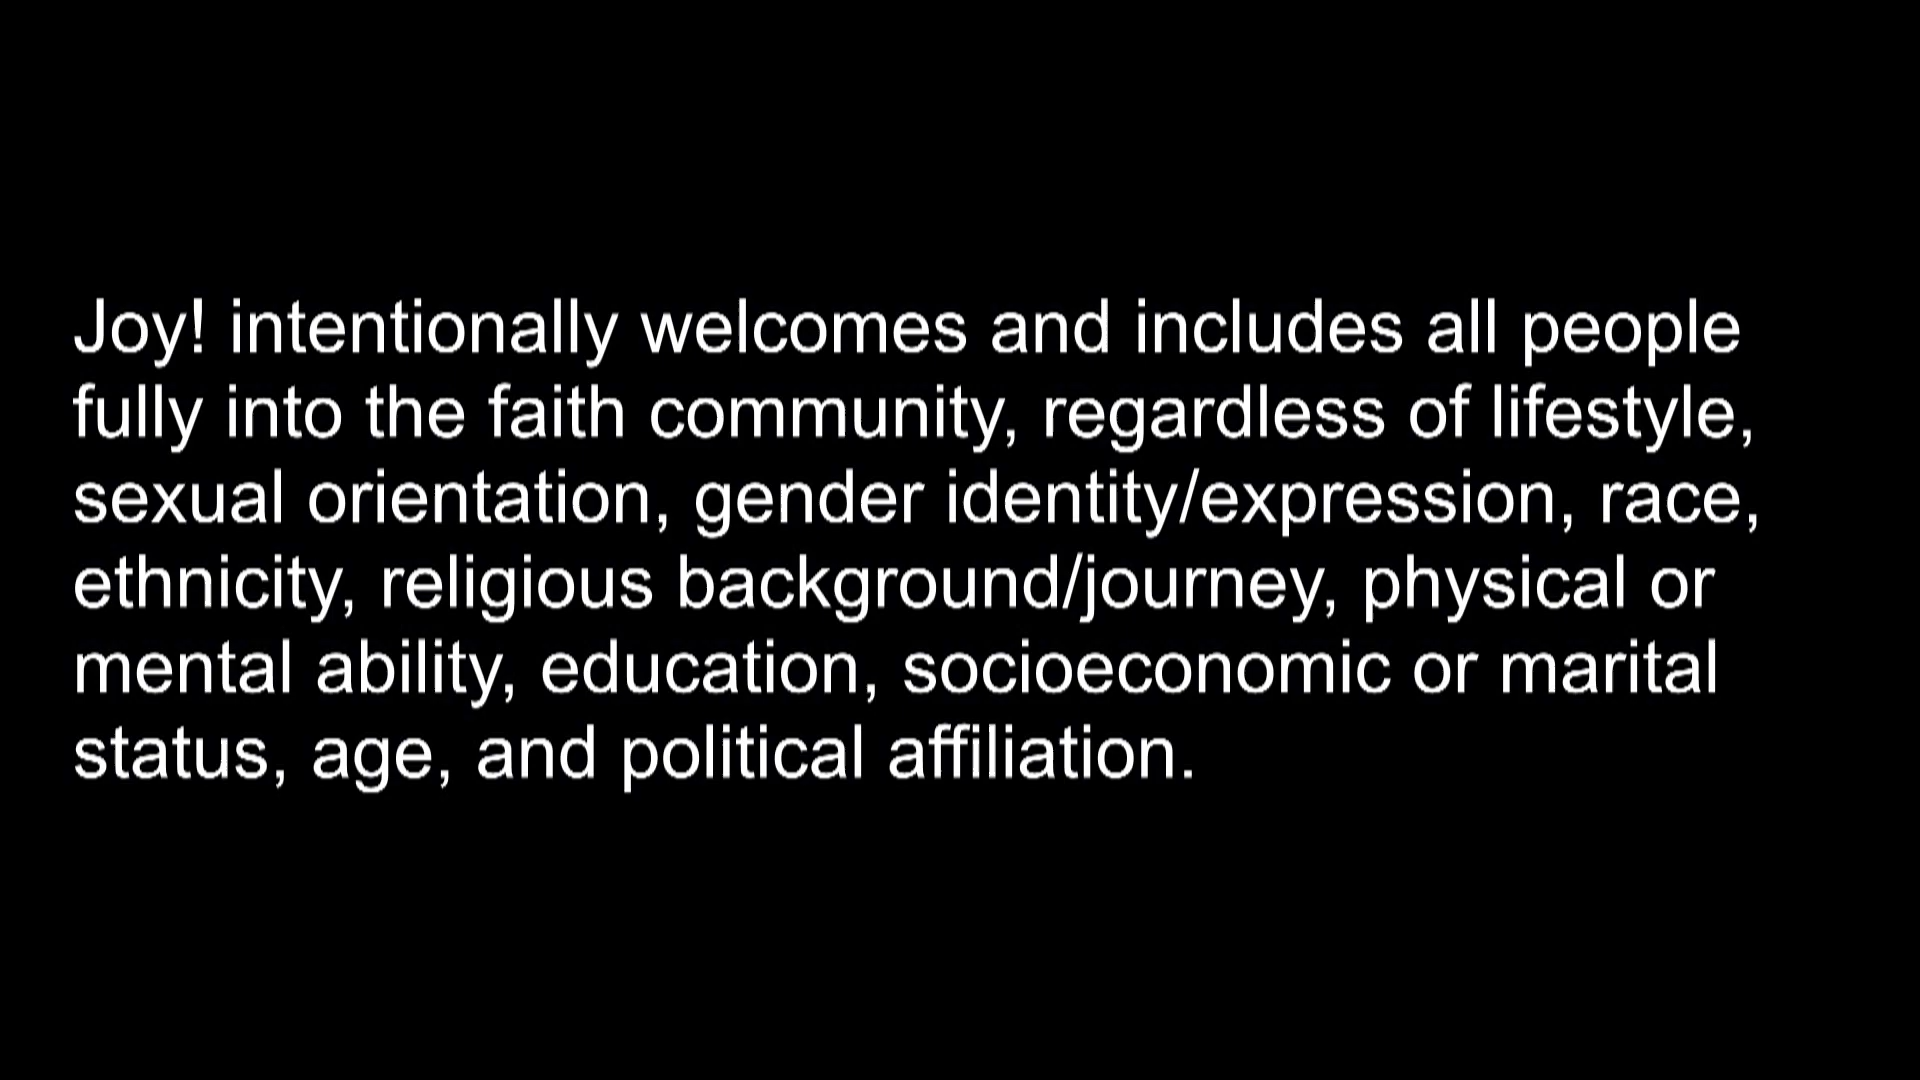 Joy! intentionally welcomes and includes all people
fully into the faith community, regardless of lifestyle,
sexual orientation, gender identity/expression, race,
ethnicity, religious background/journey, physical or
mental ability, education, socioeconomic or marital
status, age, and political affiliation.